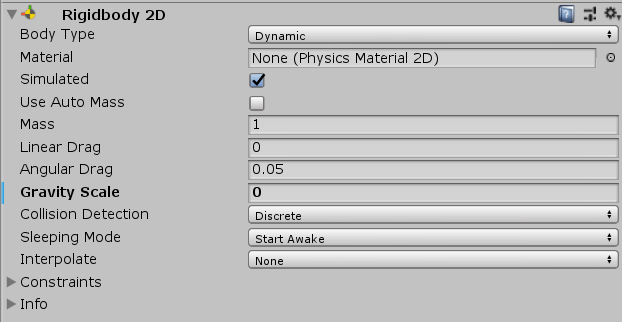 Rigidbody 2D
Body Type Dynamic
Material None (Physics Material 2D)
Simulated
Use Auto Mass
Mass 1
Linear Drag 0
Angular Drag 0.05
Gravity Scale 0
Collision Detection Discrete
Sleeping Mode Start Awake
Interpolate None
Constraints
Info